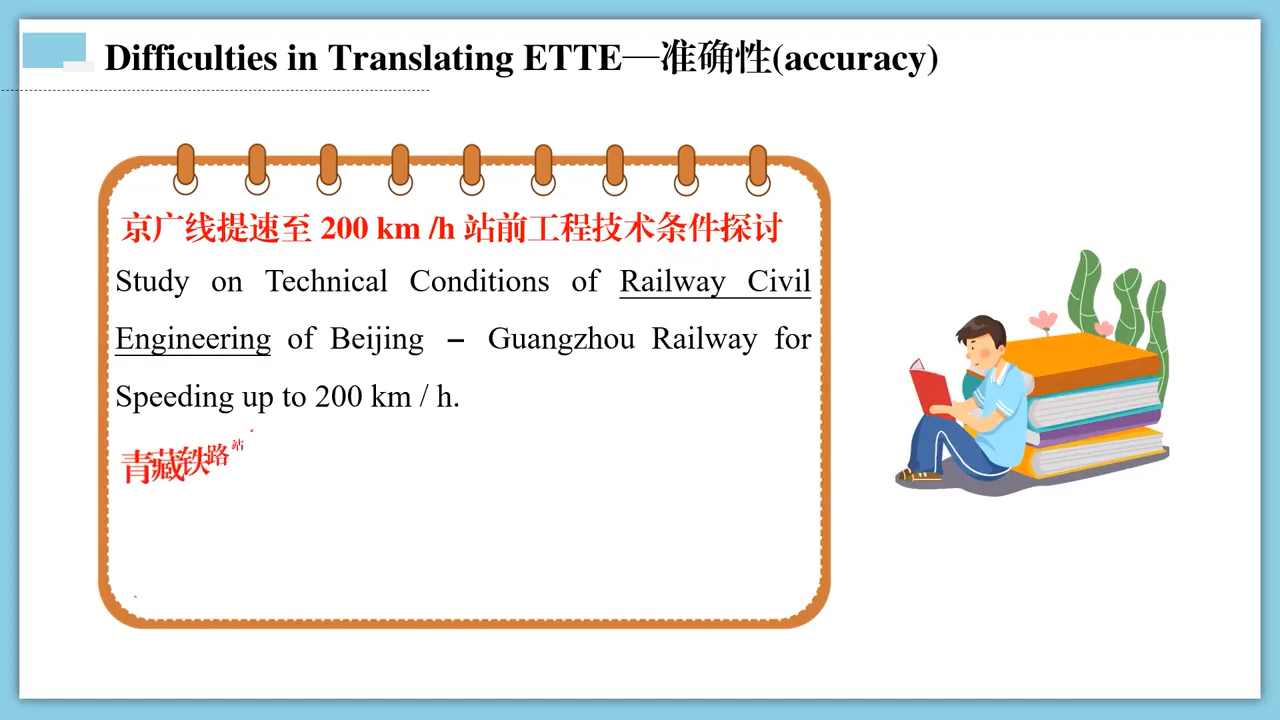 Difficulties in Translating ETTE—准确性(accuracy)
京广线提速至 200 km /h 站前工程技术条件探讨
Study on Technical Conditions of Railway Civil
Engineering of Beijing – Guangzhou Railway for
Speeding up to 200 km / h.
青藏铁路站